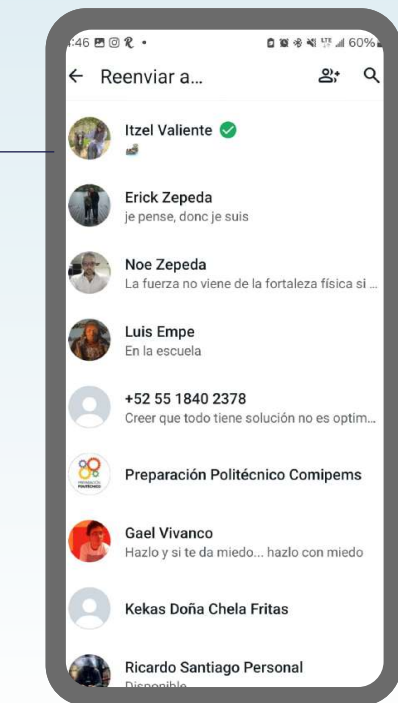 :46
LTE 60%
Reenviar a...
Itzel Valiente
Erick Zepeda
je pense, donc je suis
Noe Zepeda
La fuerza no viene de la fortaleza física si ...
Luis Empe
En la escuela
+52 55 1840 2378
Creer que todo tiene solución no es optim...
Preparación Politécnico Comipems
Gael Vivanco
Hazlo y si te da miedo... hazlo con miedo
Kekas Doña Chela Fritas
Ricardo Santiago Personal
Disponible